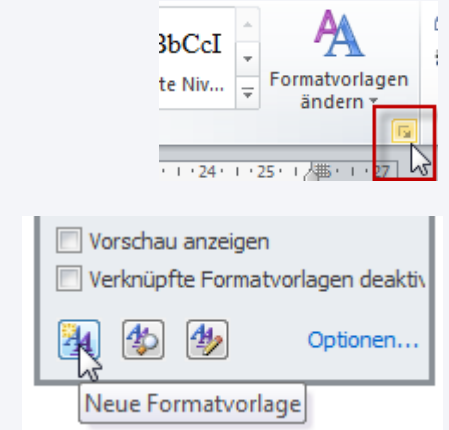 BbCcI
te Niv...
Formatvorlagen
ändern
24 · 25 · 27
Vorschau anzeigen
Verknüpfte Formatvorlagen deaktiv
Optionen...
Neue Formatvorlage